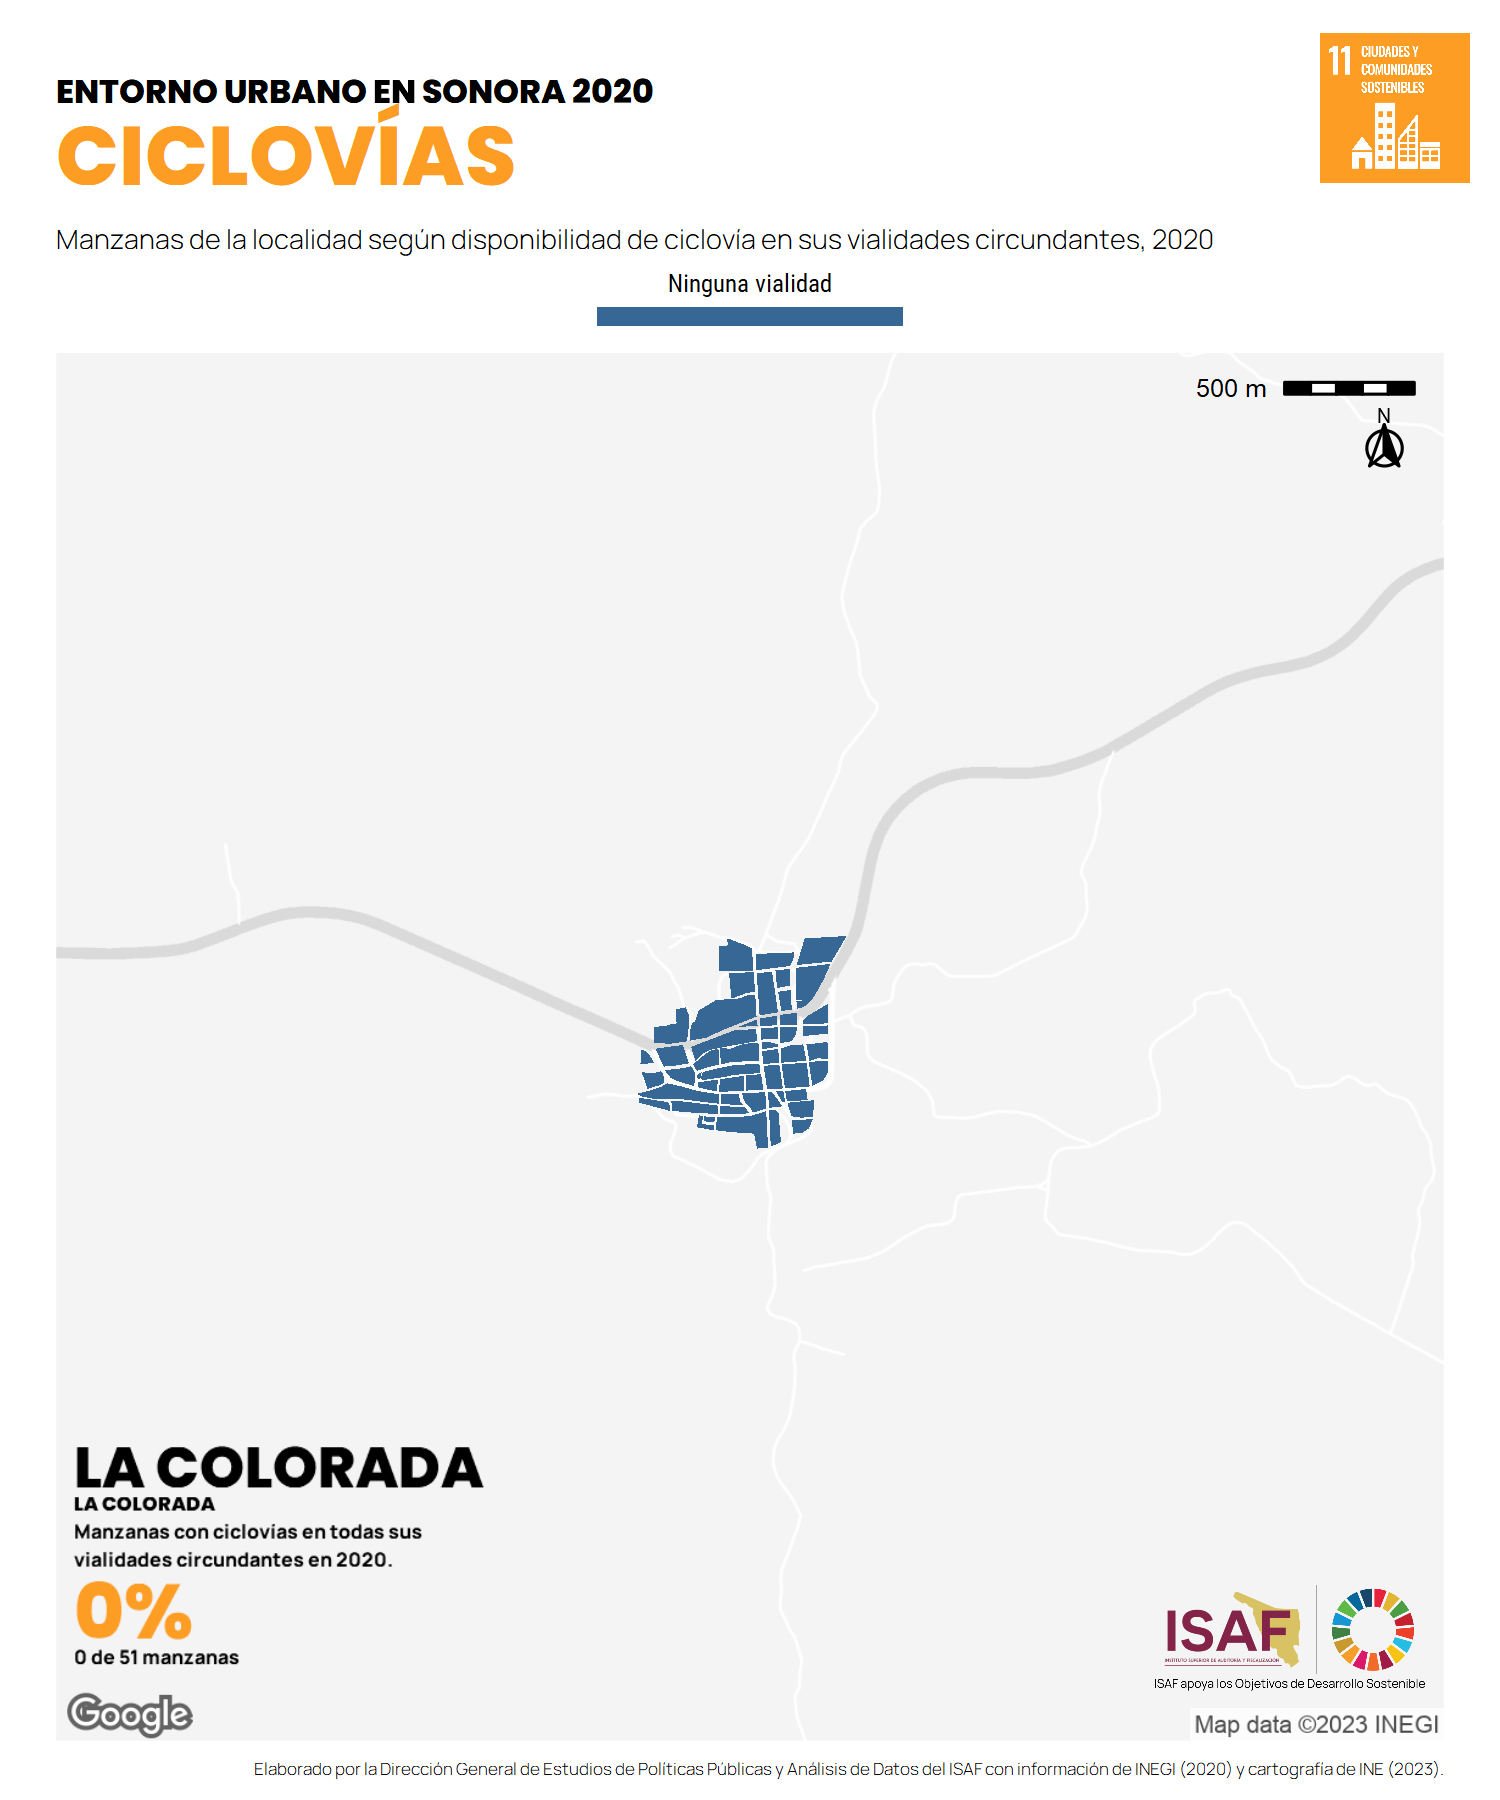 11 CIUDADES Y
COMUNIDADES
SOSTENIBLES
ENTORNO URBANO EN SONORA 2020
CICLOVÍAS
Manzanas de la localidad según disponibilidad de ciclovía en sus vialidades circundantes, 2020
Ninguna vialidad
500 m
N
LA COLORADA
LA COLORADA
Manzanas con ciclovias en todas sus
vialidades circundantes en 2020.
0%
0 de 51 manzanas
Google
ISAF
INSTITUTO SUPERIOR DE AUDITORÍA Y FISCALIZACIÓN
ISAF apoya los Objetivos de Desarrollo Sostenible
Map data ©2023 INEGI
Elaborado por la Dirección General de Estudios de Políticas Públicas y Análisis de Datos del ISAF con información de INEGI (2020) y cartografía de INE (2023).